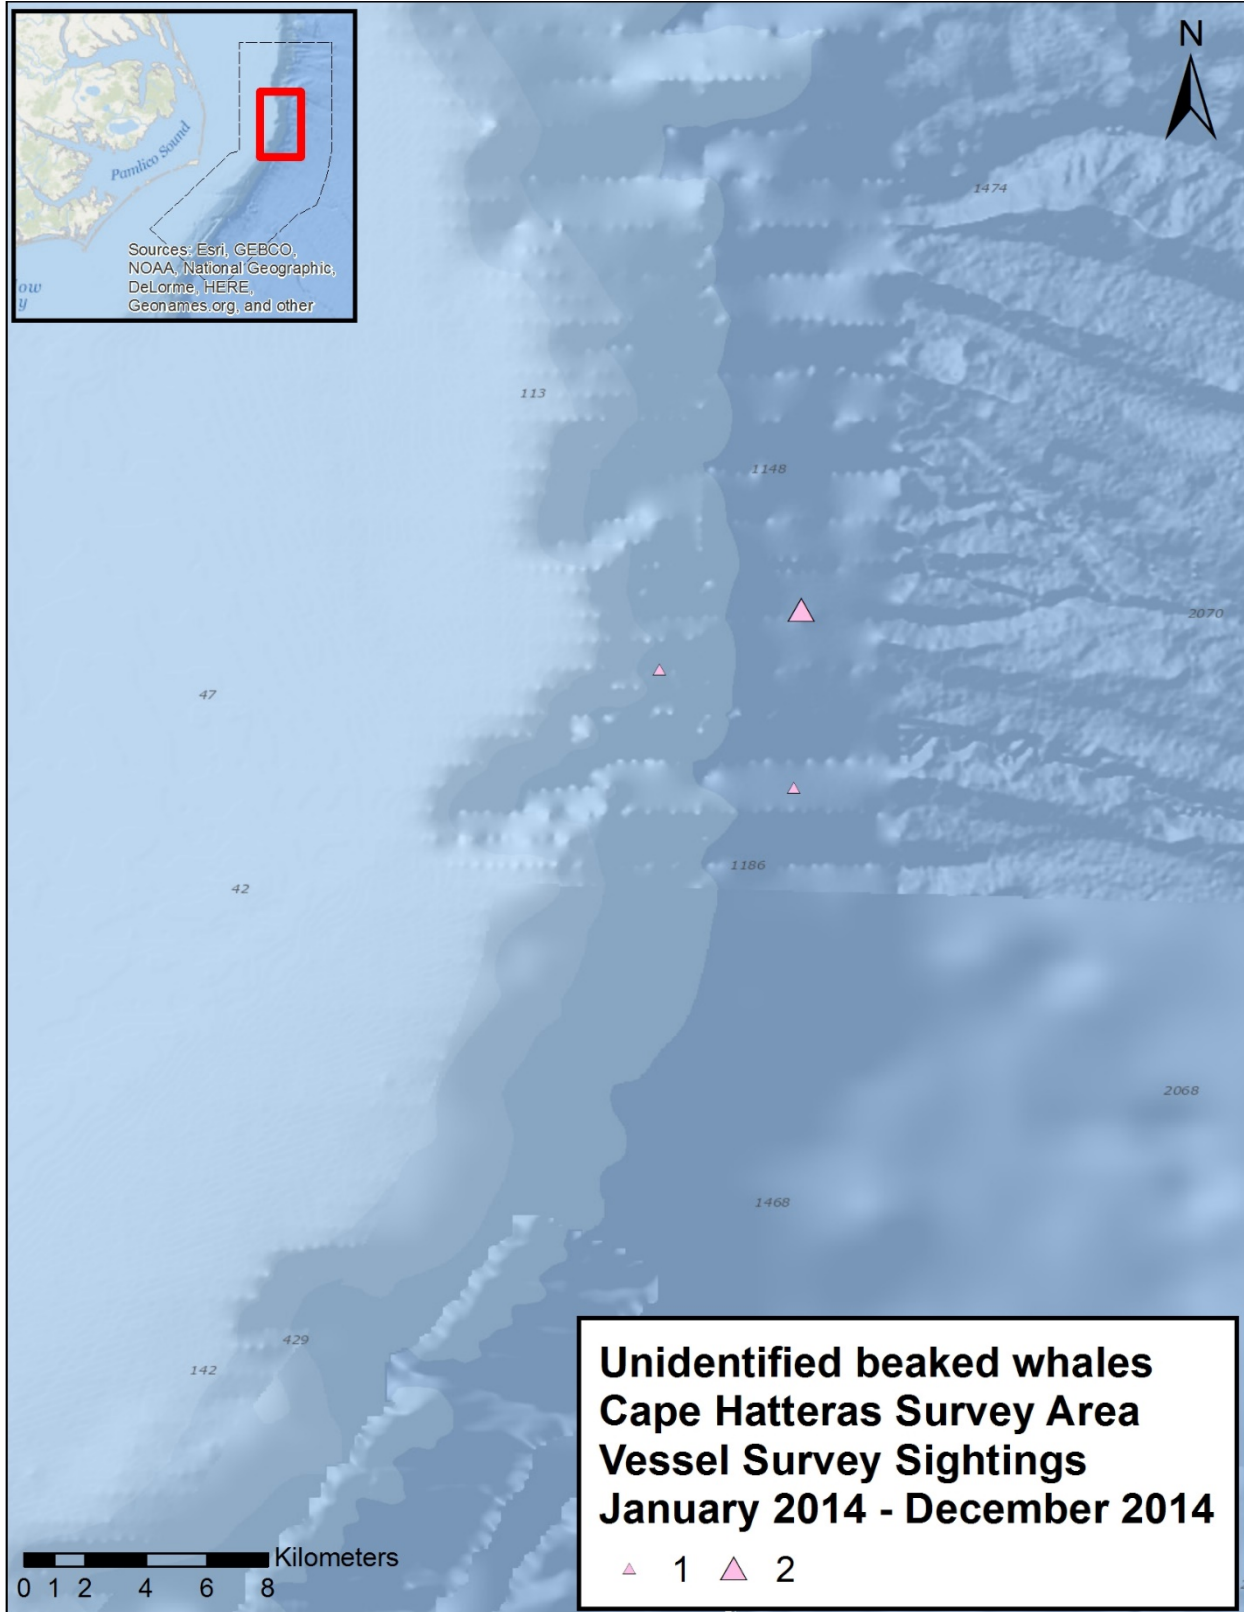 N
Pamlico Sound
Sources: Esri, GEBCO,
NOAA, National Geographic,
DeLorme, HERE,
Geonames.org, and other
ow
y
1474
113
1148
2070
47
1186
42
2068
1468
429
142
Unidentified beaked whales
Cape Hatteras Survey Area
Vessel Survey Sightings
January 2014 - December 2014
1 2
Kilometers
0 1 2 4 6 8